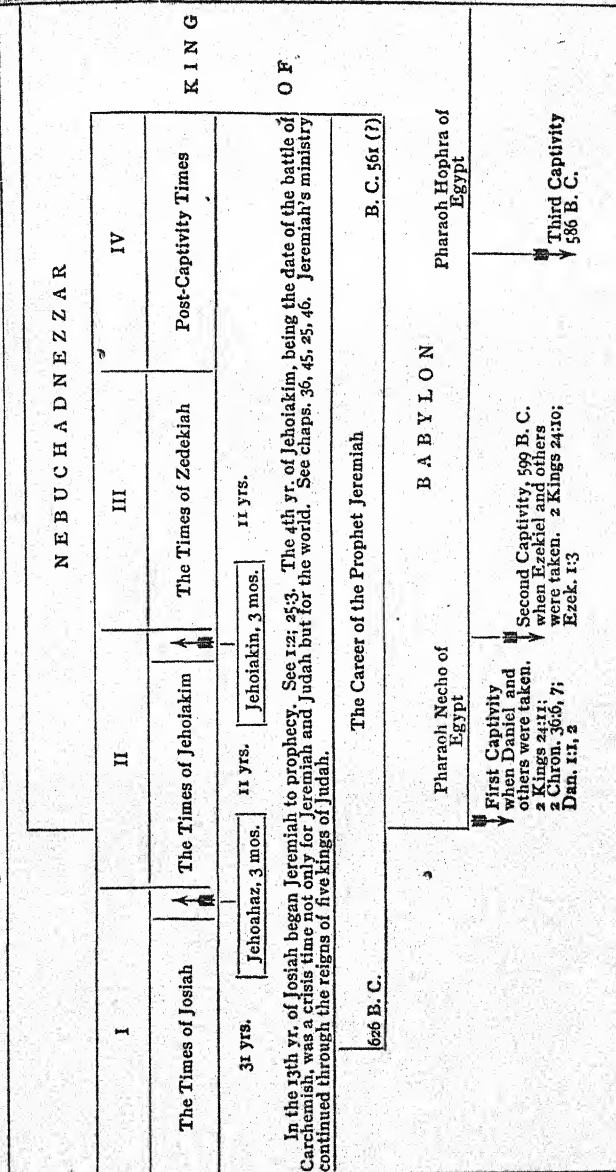 NEBUCHADNEZZAR
KING
OF
I
II
III
IV
The Times of Josiah
The Times of Jehoiakim
The Times of Zedekiah
Post-Captivity Times
31 yrs.
Jehoahaz, 3 mos.
11 yrs.
Jehoiakin, 3 mos.
11 yrs.
In the 13th yr. of Josiah began Jeremiah to prophecy. See 1:2; 25:3. The 4th yr. of Jehoiakim, being the date of the battle of
Carchemish, was a crisis time not only for Jeremiah and Judah but for the world. See chaps. 36, 45, 25, 46. Jeremiah's ministry
continued through the reigns of five kings of Judah.
626 B. C.
The Career of the Prophet Jeremiah
B. C. 561 (?)
BABYLON
Pharaoh Necho of
Egypt
Pharaoh Hophra of
Egypt
First Captivity
when Daniel and
others were taken.
2 Kings 24:11;
2 Chron. 36:6, 7;
Dan. 1:1, 2
Second Captivity, 599 B. C.
when Ezekiel and others
were taken. 2 Kings 24:10;
Ezek. 1:3
Third Captivity
586 B. C.